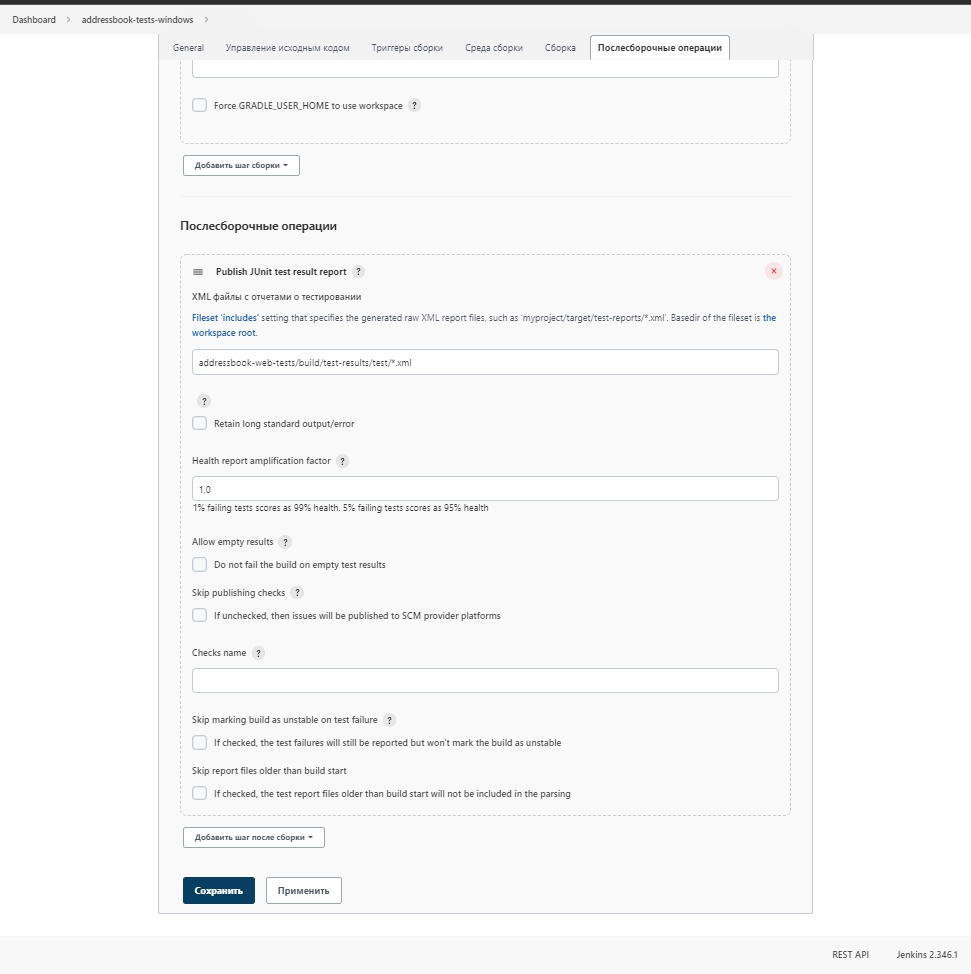 Dashboard > addressbook-tests-windows >
General Управление исходным кодом Триггеры сборки Среда сборки Сборка Послесборочные операции
Force GRADLE_USER_HOME to use workspace ?
Добавить шаг сборки
Послесборочные операции
Publish JUnit test result report ?
XML файлы с отчетами о тестировании
Fileset 'includes' setting that specifies the generated raw XML report files, such as 'myproject/target/test-reports/*.xml'. Basedir of the fileset is the
workspace root.
addressbook-web-tests/build/test-results/test/*.xml
?
Retain long standard output/error
Health report amplification factor ?
1,0
1% failing tests scores as 99% health. 5% failing tests scores as 95% health
Allow empty results ?
Do not fail the build on empty test results
Skip publishing checks ?
If unchecked, then issues will be published to SCM provider platforms
Checks name ?
Skip marking build as unstable on test failure ?
If checked, the test failures will still be reported but won't mark the build as unstable
Skip report files older than build start
If checked, the test report files older than build start will not be included in the parsing
Добавить шаг после сборки
Сохранить Применить
REST API Jenkins 2.346.1